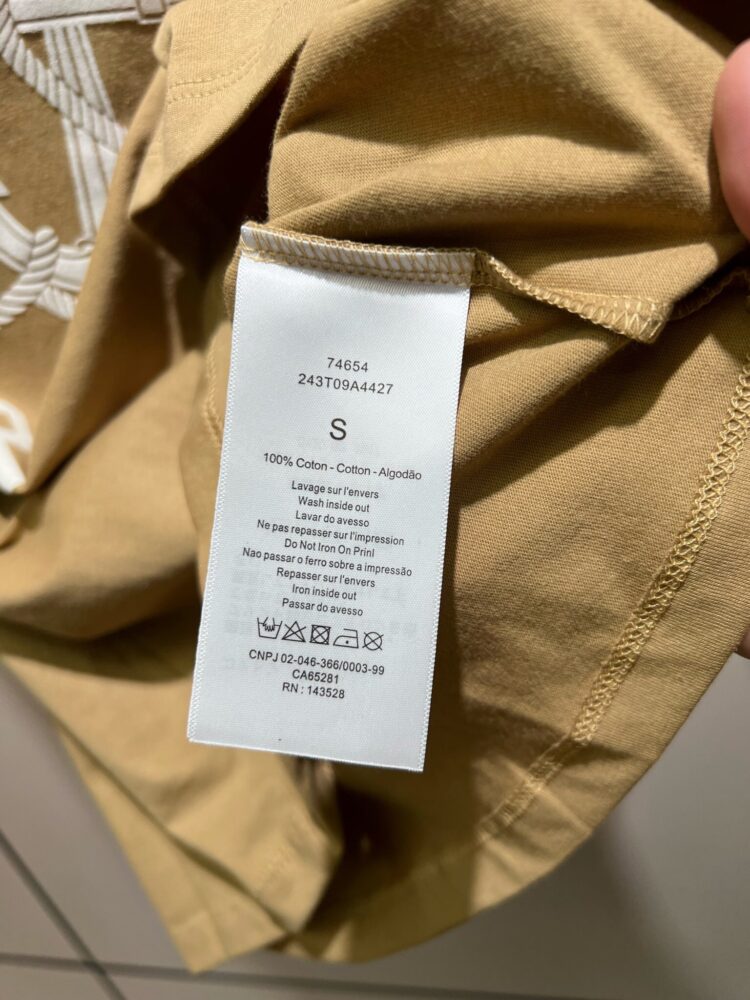 74654
243T09A4427
S
100% Coton - Cotton - Algodão
Lavage sur l'envers
Wash inside out
Lavar do avesso
Ne pas repasser sur l'impression
Do Not Iron On Prinl
Nao passar o ferro sobre a impressão
Repasser sur l'envers
Iron inside out
Passar do avesso
CNPJ 02-046-366/0003-99
CA65281
RN : 143528
R